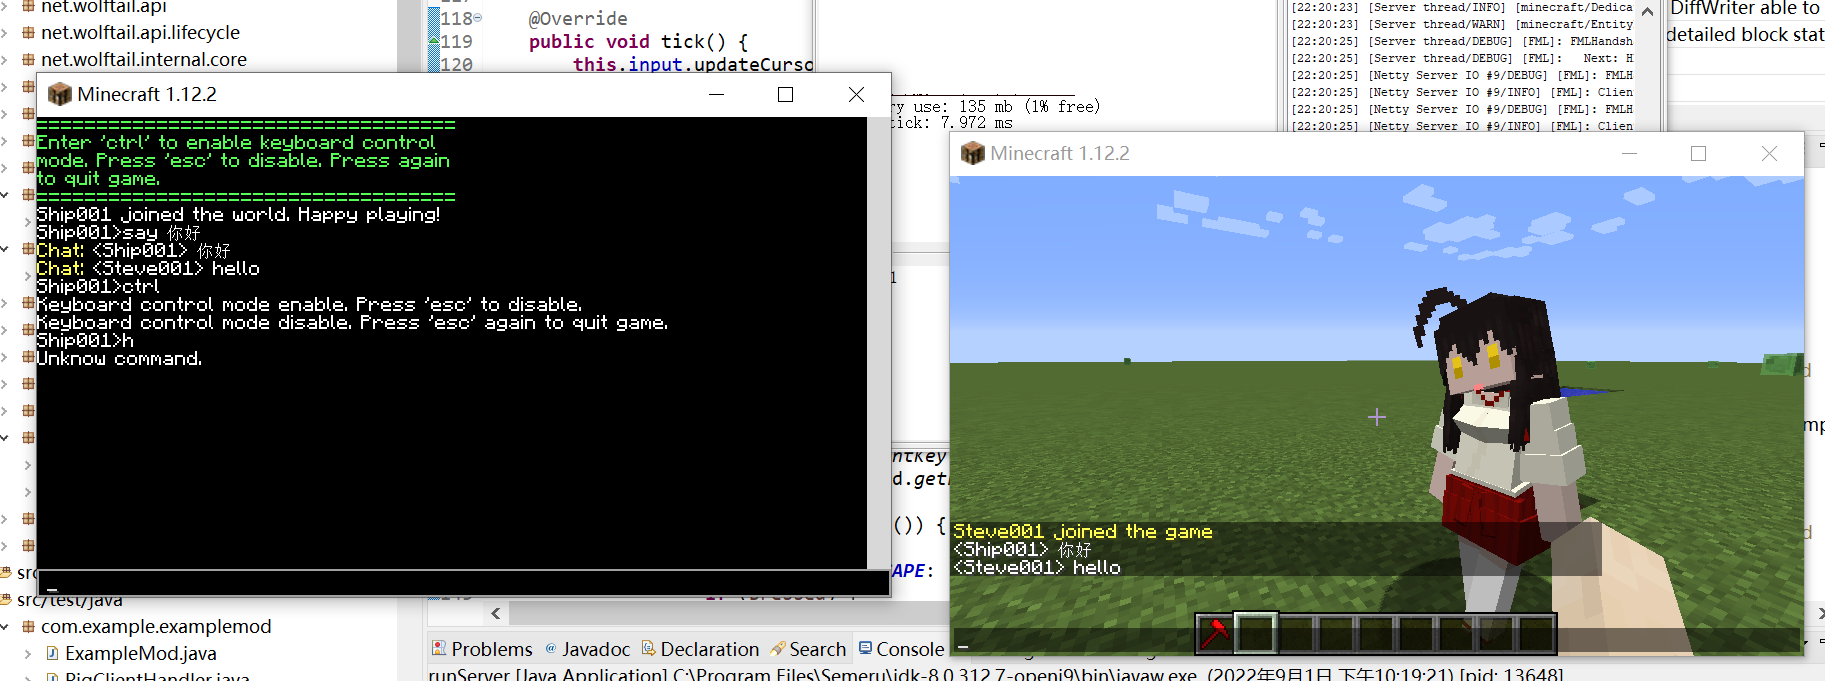 net.wolftail.api
net.wolftail.api.lifecycle
net.wolftail.internal.core
118
@Override
119
public void tick() {
120
this.input.updateCurso
ry use: 135 mb (1% free)
tick: 7.972 ms
[22:20:23] [Server thread/INFO] [minecraft/Dedica
[22:20:23] [Server thread/WARN] [minecraft/Entity
[22:20:25] [Server thread/DEBUG] [FML]: FMLHandsh
[22:20:25] [Server thread/DEBUG] [FML]:   Next: H
[22:20:25] [Netty Server IO #9/DEBUG] [FML]: FMLH
[22:20:25] [Netty Server IO #9/INFO] [FML]: Clien
[22:20:25] [Netty Server IO #9/DEBUG] [FML]: FMLH
[22:20:25] [Netty Server IO #9/INFO] [FML]: Clien
DiffWriter able to
detailed block stat
Minecraft 1.12.2
===================================
Enter 'ctrl' to enable keyboard control
mode. Press 'esc' to disable. Press again
to quit game.
===================================
Ship001 joined the world. Happy playing!
Ship001>say 你好
Chat: <Ship001> 你好
Chat: <Steve001> hello
Ship001>ctrl
Keyboard control mode enable. Press 'esc' to disable.
Keyboard control mode disable. Press 'esc' again to quit game.
Ship001>h
Unknow command.
_
Minecraft 1.12.2
Steve001 joined the game
<Ship001> 你好
<Steve001> hello
_
ntKey
d.getE
()) {
APE:
src/test/java
com.example.examplemod
ExampleMod.java
PigClientHandler.java
Problems
@ Javadoc
Declaration
Search
Console
runServer [Java Application] C:\Program Files\Semeru\jdk-8.0.312.7-openj9\bin\javaw.exe (2022年9月1日 下午10:19:21) [pid: 13648]